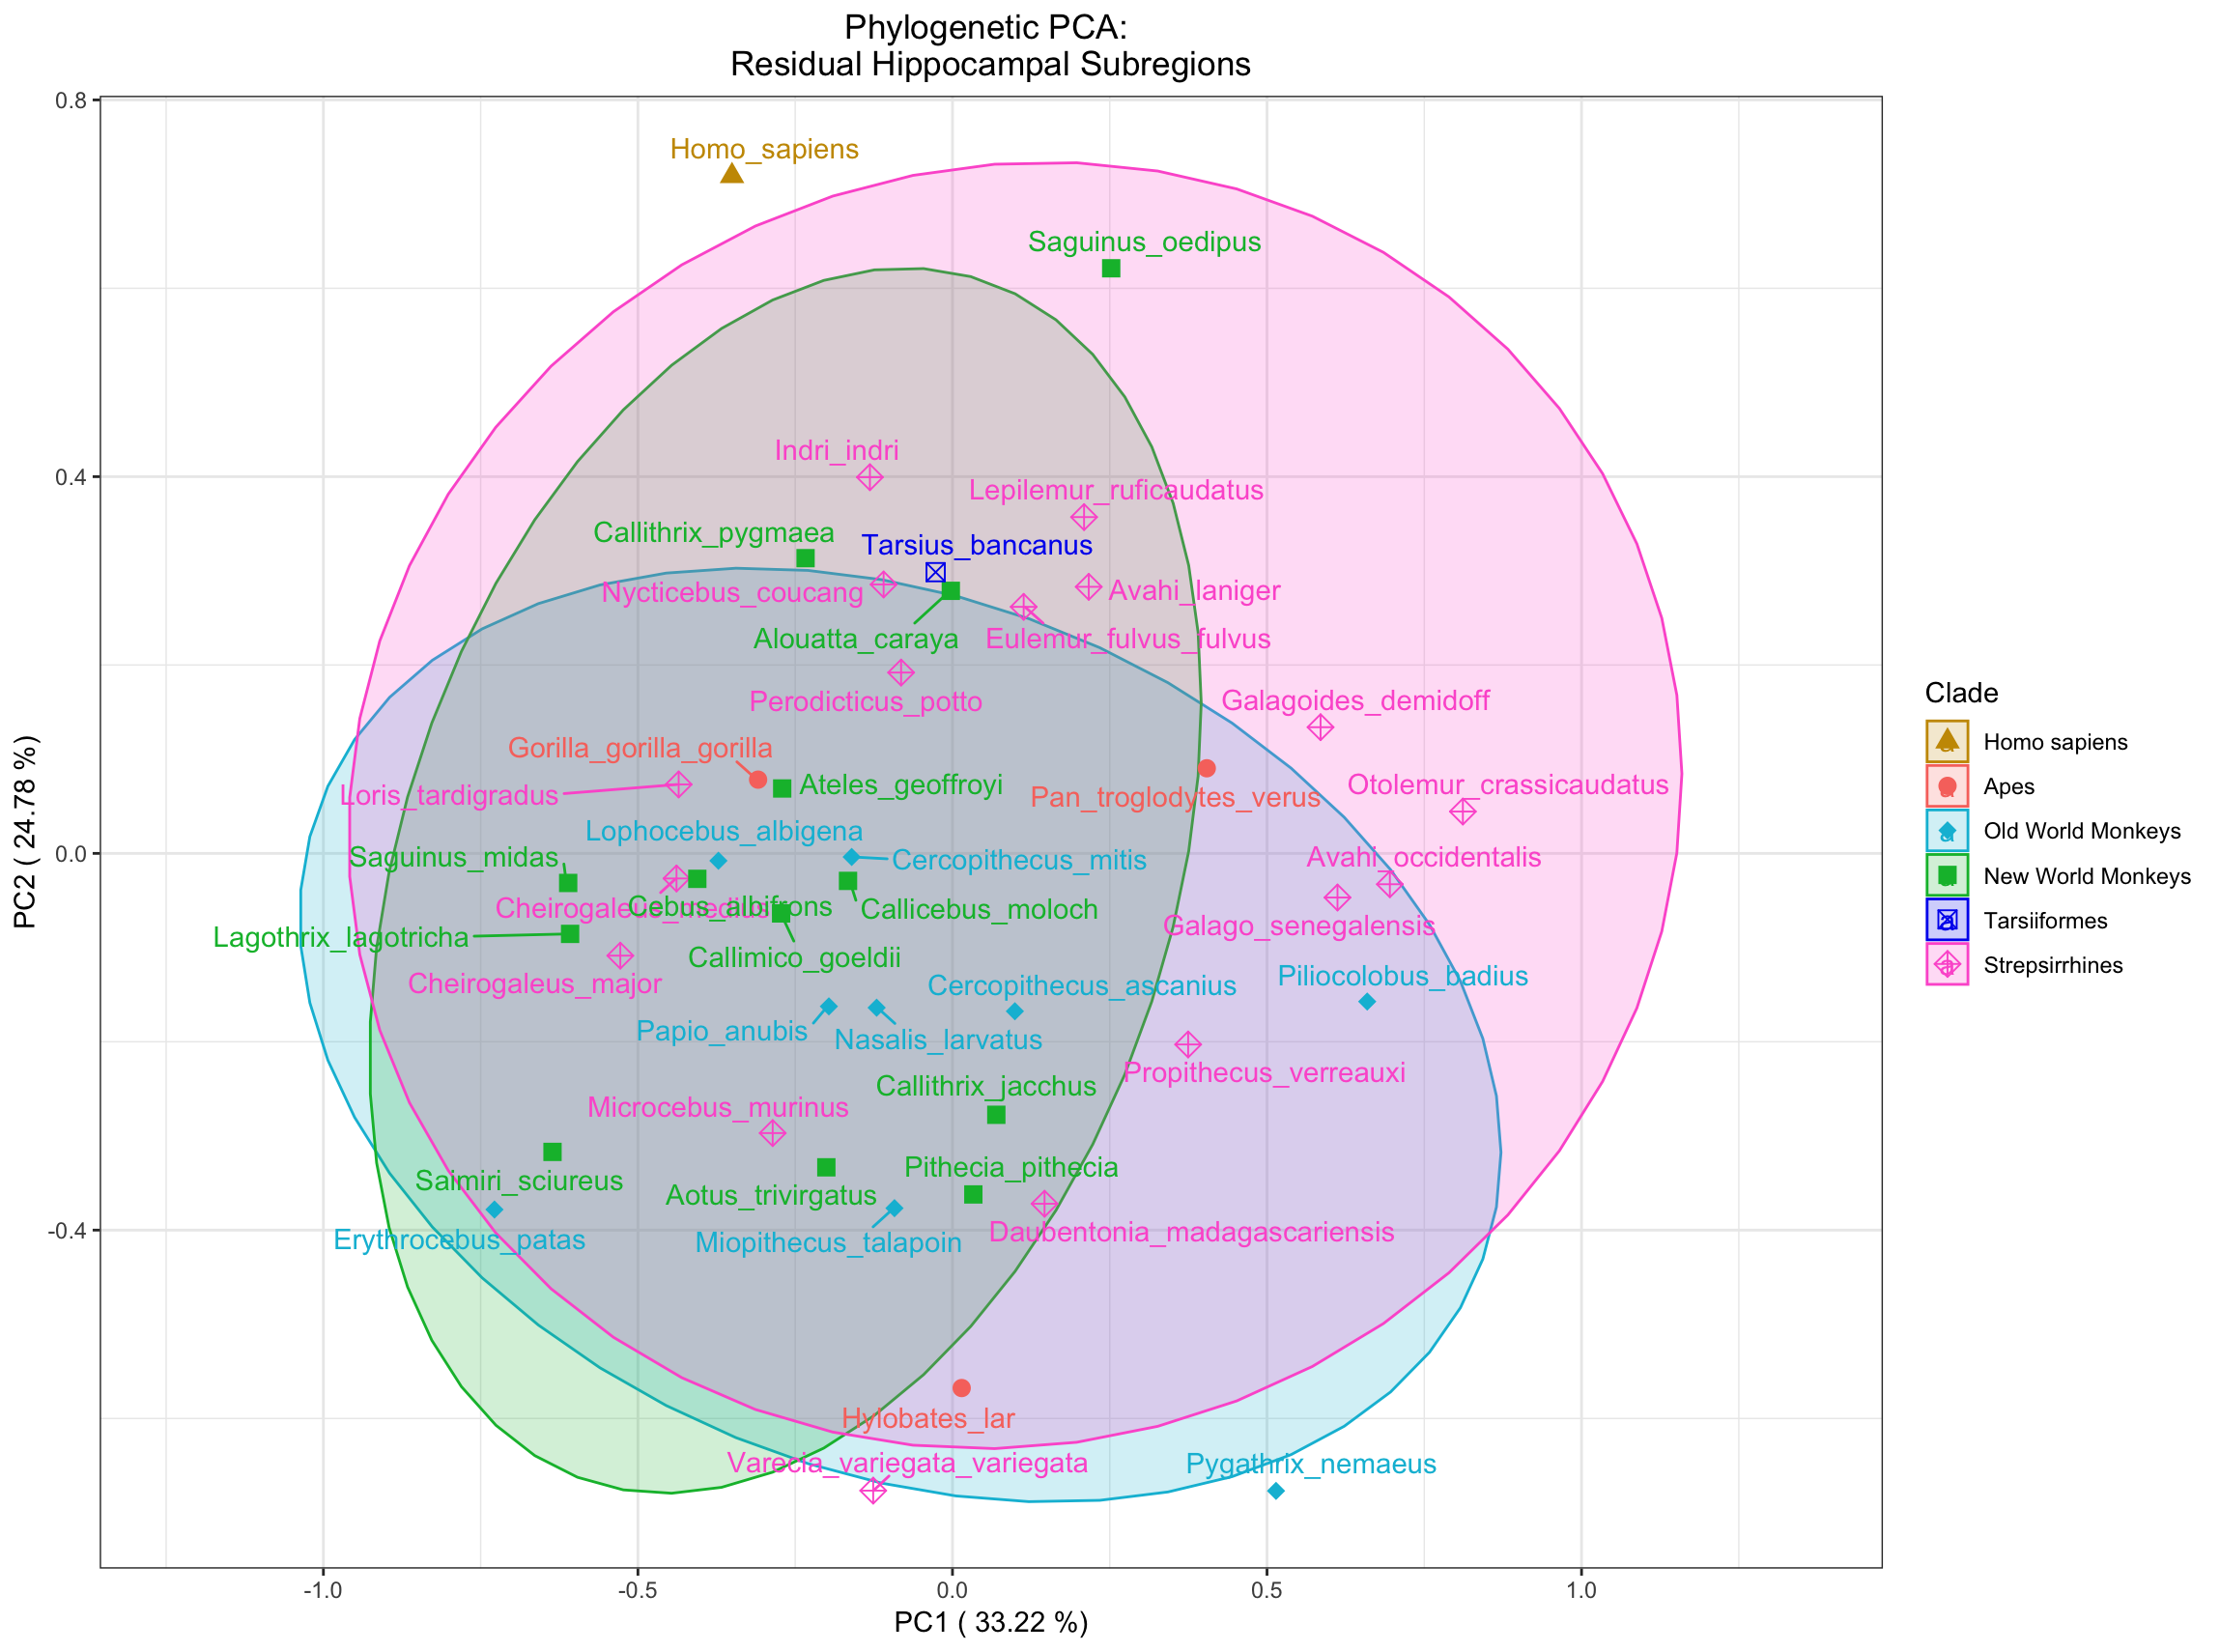 Phylogenetic PCA:
Residual Hippocampal Subregions
0.8
Homo_sapiens
Saguinus_oedipus
Indri_indri
0.4
Lepilemur_ruficaudatus
Callithrix_pygmaea
Tarsius_bancanus
Nycticebus_coucang
Avahi_laniger
Alouatta_caraya
Eulemur_fulvus_fulvus
Perodicticus_potto
Galagoides_demidoff
Gorilla_gorilla_gorilla
Loris_tardigradus
Ateles_geoffroyi
Pan_troglodytes_verus
Otolemur_crassicaudatus
Lophocebus_albigena
0.0
Saguinus_midas
Cercopithecus_mitis
Avahi_occidentalis
Cheirogaleus_medius
Cebus_albifrons
Callicebus_moloch
Galago_senegalensis
Lagothrix_lagotricha
Callimico_goeldii
Cheirogaleus_major
Cercopithecus_ascanius
Piliocolobus_badius
Papio_anubis
Nasalis_larvatus
Propithecus_verreauxi
Callithrix_jacchus
Microcebus_murinus
Saimiri_sciureus
Pithecia_pithecia
Aotus_trivirgatus
-0.4
Erythrocebus_patas
Miopithecus_talapoin
Daubentonia_madagascariensis
Hylobates_lar
Varecia_variegata_variegata
Pygathrix_nemaeus
-1.0
-0.5
0.0
0.5
1.0
PC1 ( 33.22 %)
PC2 ( 24.78 %)
Clade
a Homo sapiens
a Apes
a Old World Monkeys
a New World Monkeys
a Tarsiiformes
a Strepsirrhines